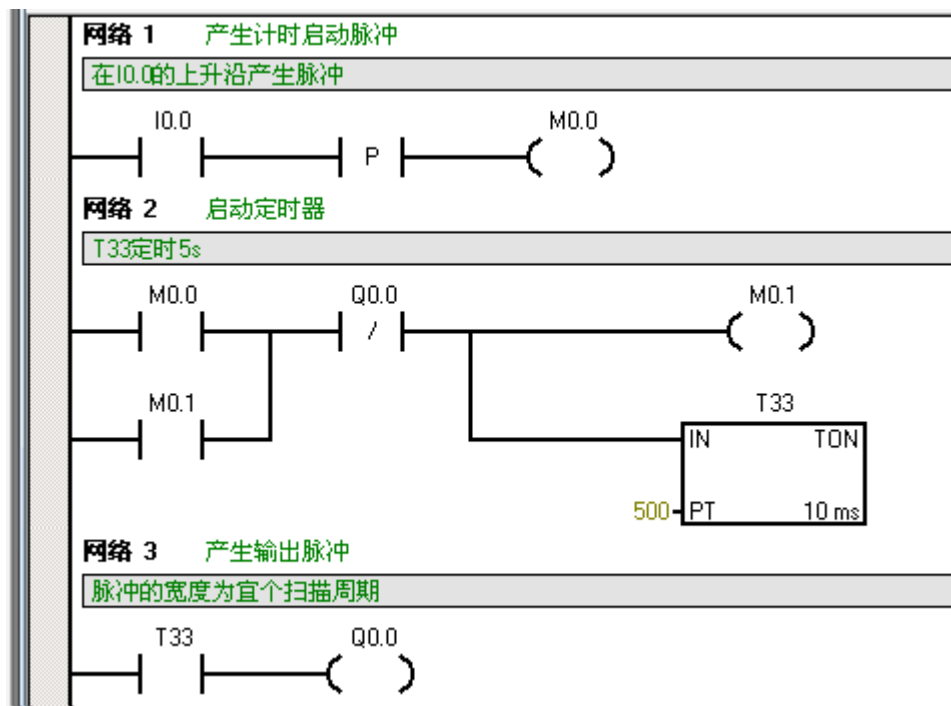 网络 1 产生计时启动脉冲
在I0.0的上升沿产生脉冲
I0.0 M0.0
P
网络 2 启动定时器
T33定时5s
M0.0 Q0.0 M0.1
/
M0.1 T33
IN TON
500 PT 10 ms
网络 3 产生输出脉冲
脉冲的宽度为宜个扫描周期
T33 Q0.0